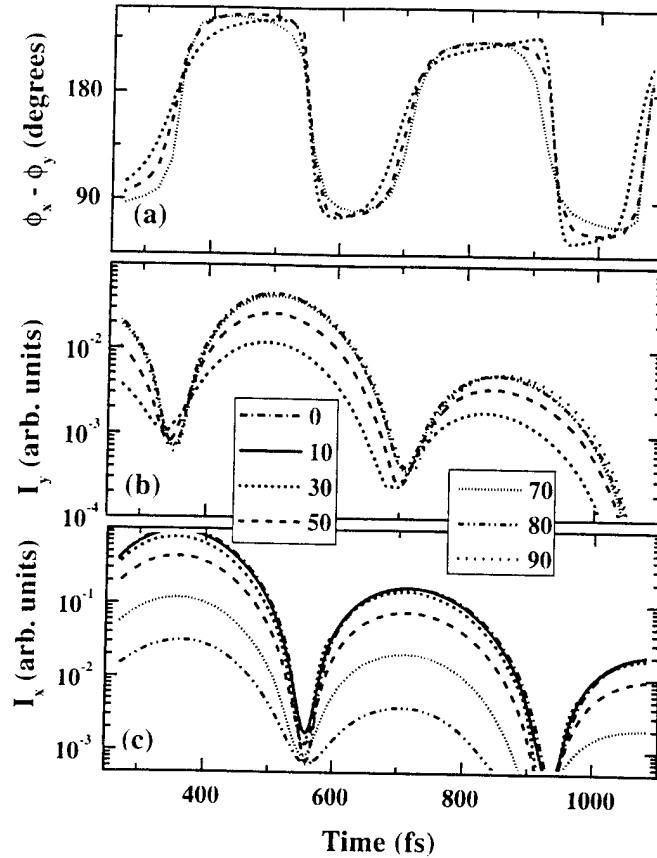 180
90
ϕx - ϕy (degrees)
(a)
10-2
10-3
10-4
Iy (arb. units)
(b)
0
10
30
50
70
80
90
10-1
10-2
10-3
Ix (arb. units)
(c)
400
600
800
1000
Time (fs)